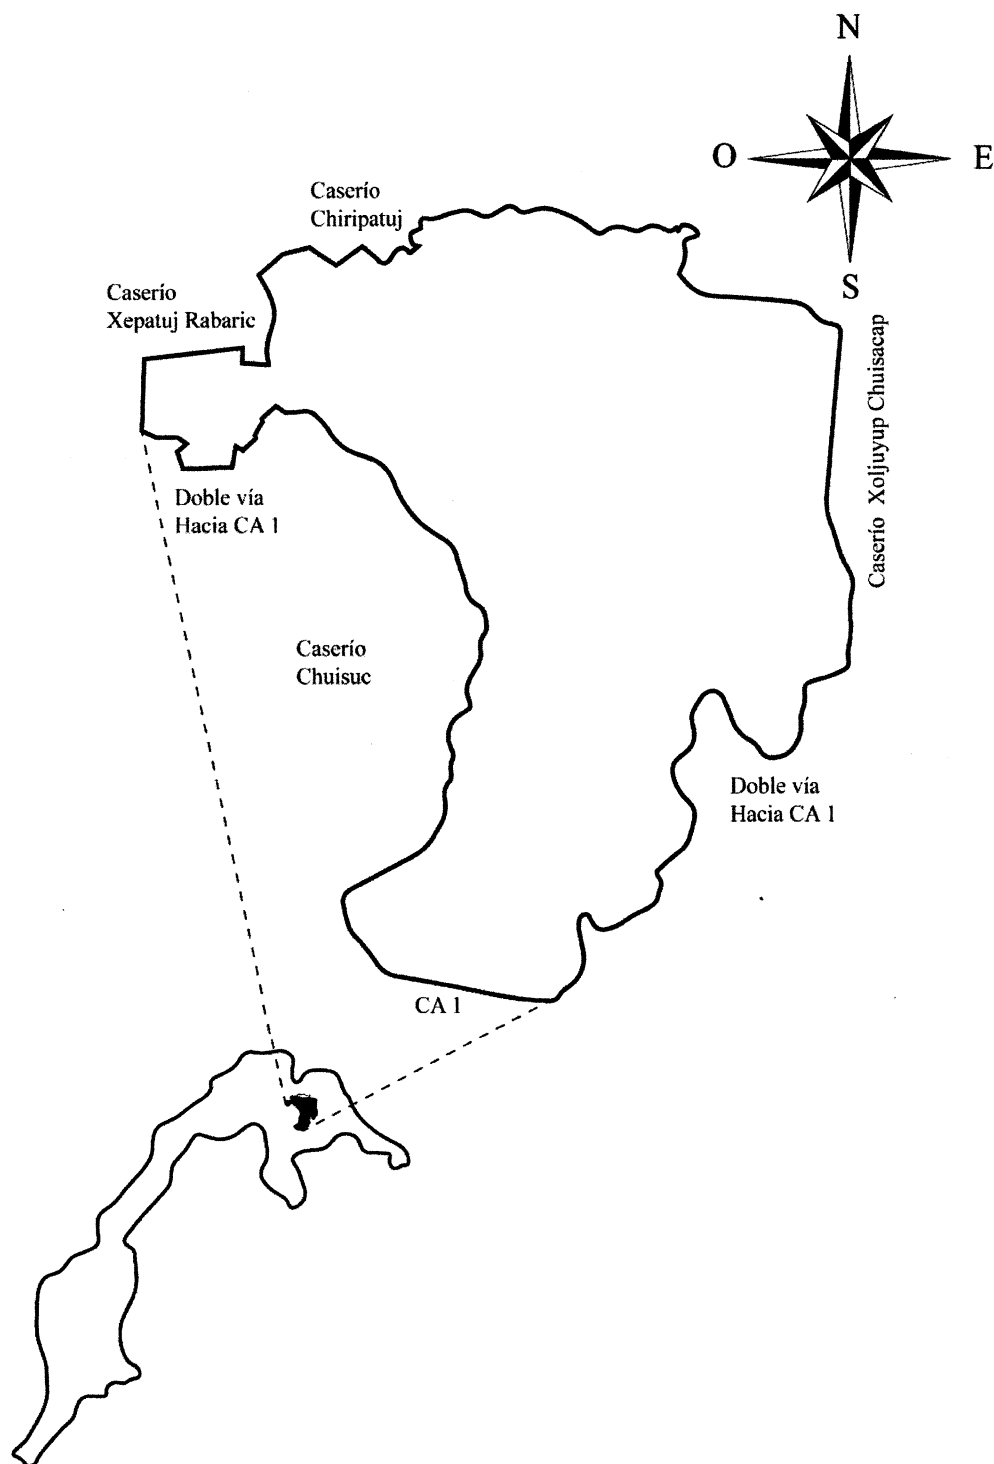 N
O
E
S
Caserío
Chiripatuj
Caserío
Xepatuj Rabaric
Caserío Xoljuyup Chuisacap
Doble vía
Hacia CA 1
Caserío
Chuisuc
Doble vía
Hacia CA 1
CA 1